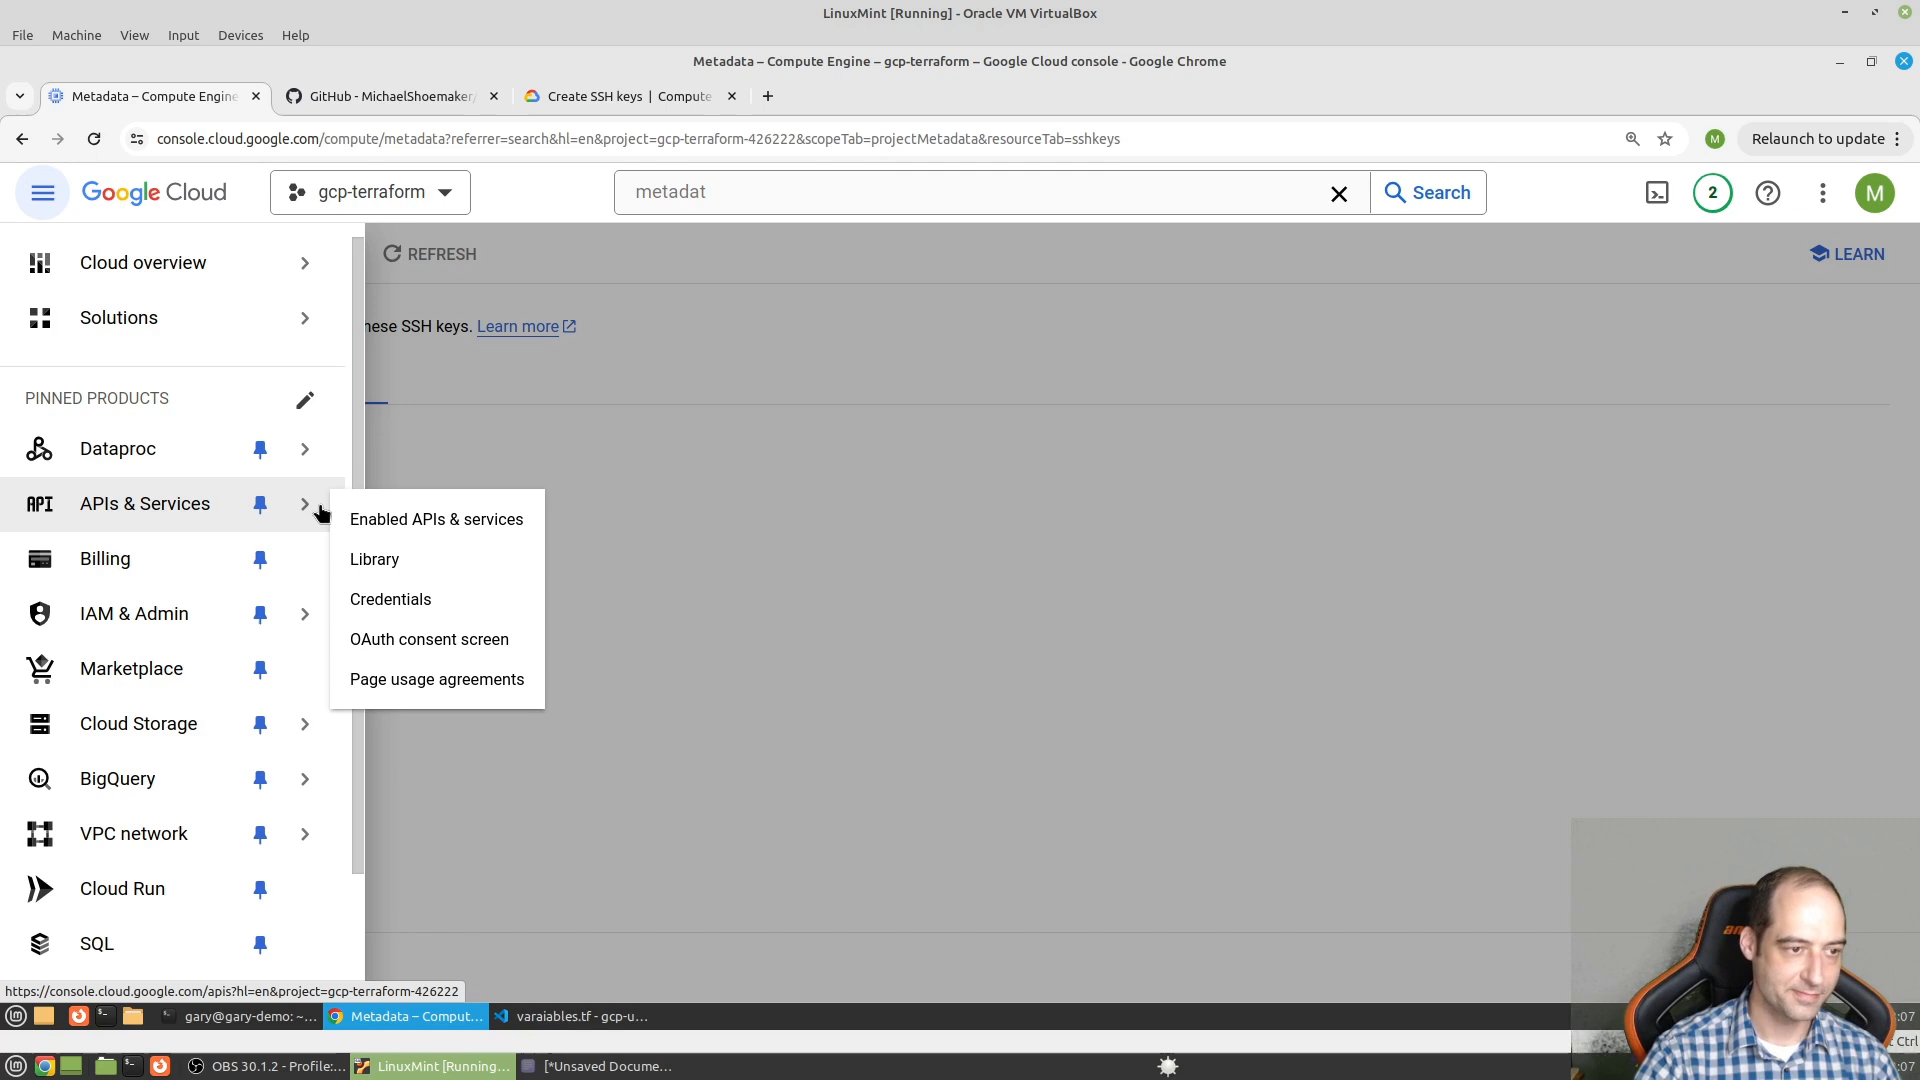 LinuxMint [Running] - Oracle VM VirtualBox
File Machine View Input Devices Help
Metadata – Compute Engine – gcp-terraform – Google Cloud console - Google Chrome
Metadata – Compute Engine
GitHub - MichaelShoemaker/
Create SSH keys | Compute
console.cloud.google.com/compute/metadata?referrer=search&hl=en&project=gcp-terraform-426222&scopeTab=projectMetadata&resourceTab=sshkeys
M
Relaunch to update
Google Cloud
gcp-terraform
metadat
Search
2
M
Cloud overview
REFRESH
LEARN
Solutions
hese SSH keys. Learn more
PINNED PRODUCTS
Dataproc
API APIs & Services
Enabled APIs & services
Library
Credentials
OAuth consent screen
Page usage agreements
Billing
IAM & Admin
Marketplace
Cloud Storage
BigQuery
VPC network
Cloud Run
SQL
https://console.cloud.google.com/apis?hl=en&project=gcp-terraform-426222
gary@gary-demo: ~...
Metadata – Comput...
varaiables.tf - gcp-u...
:07
t Ctrl
OBS 30.1.2 - Profile:...
LinuxMint [Running...
[*Unsaved Docume...
:07